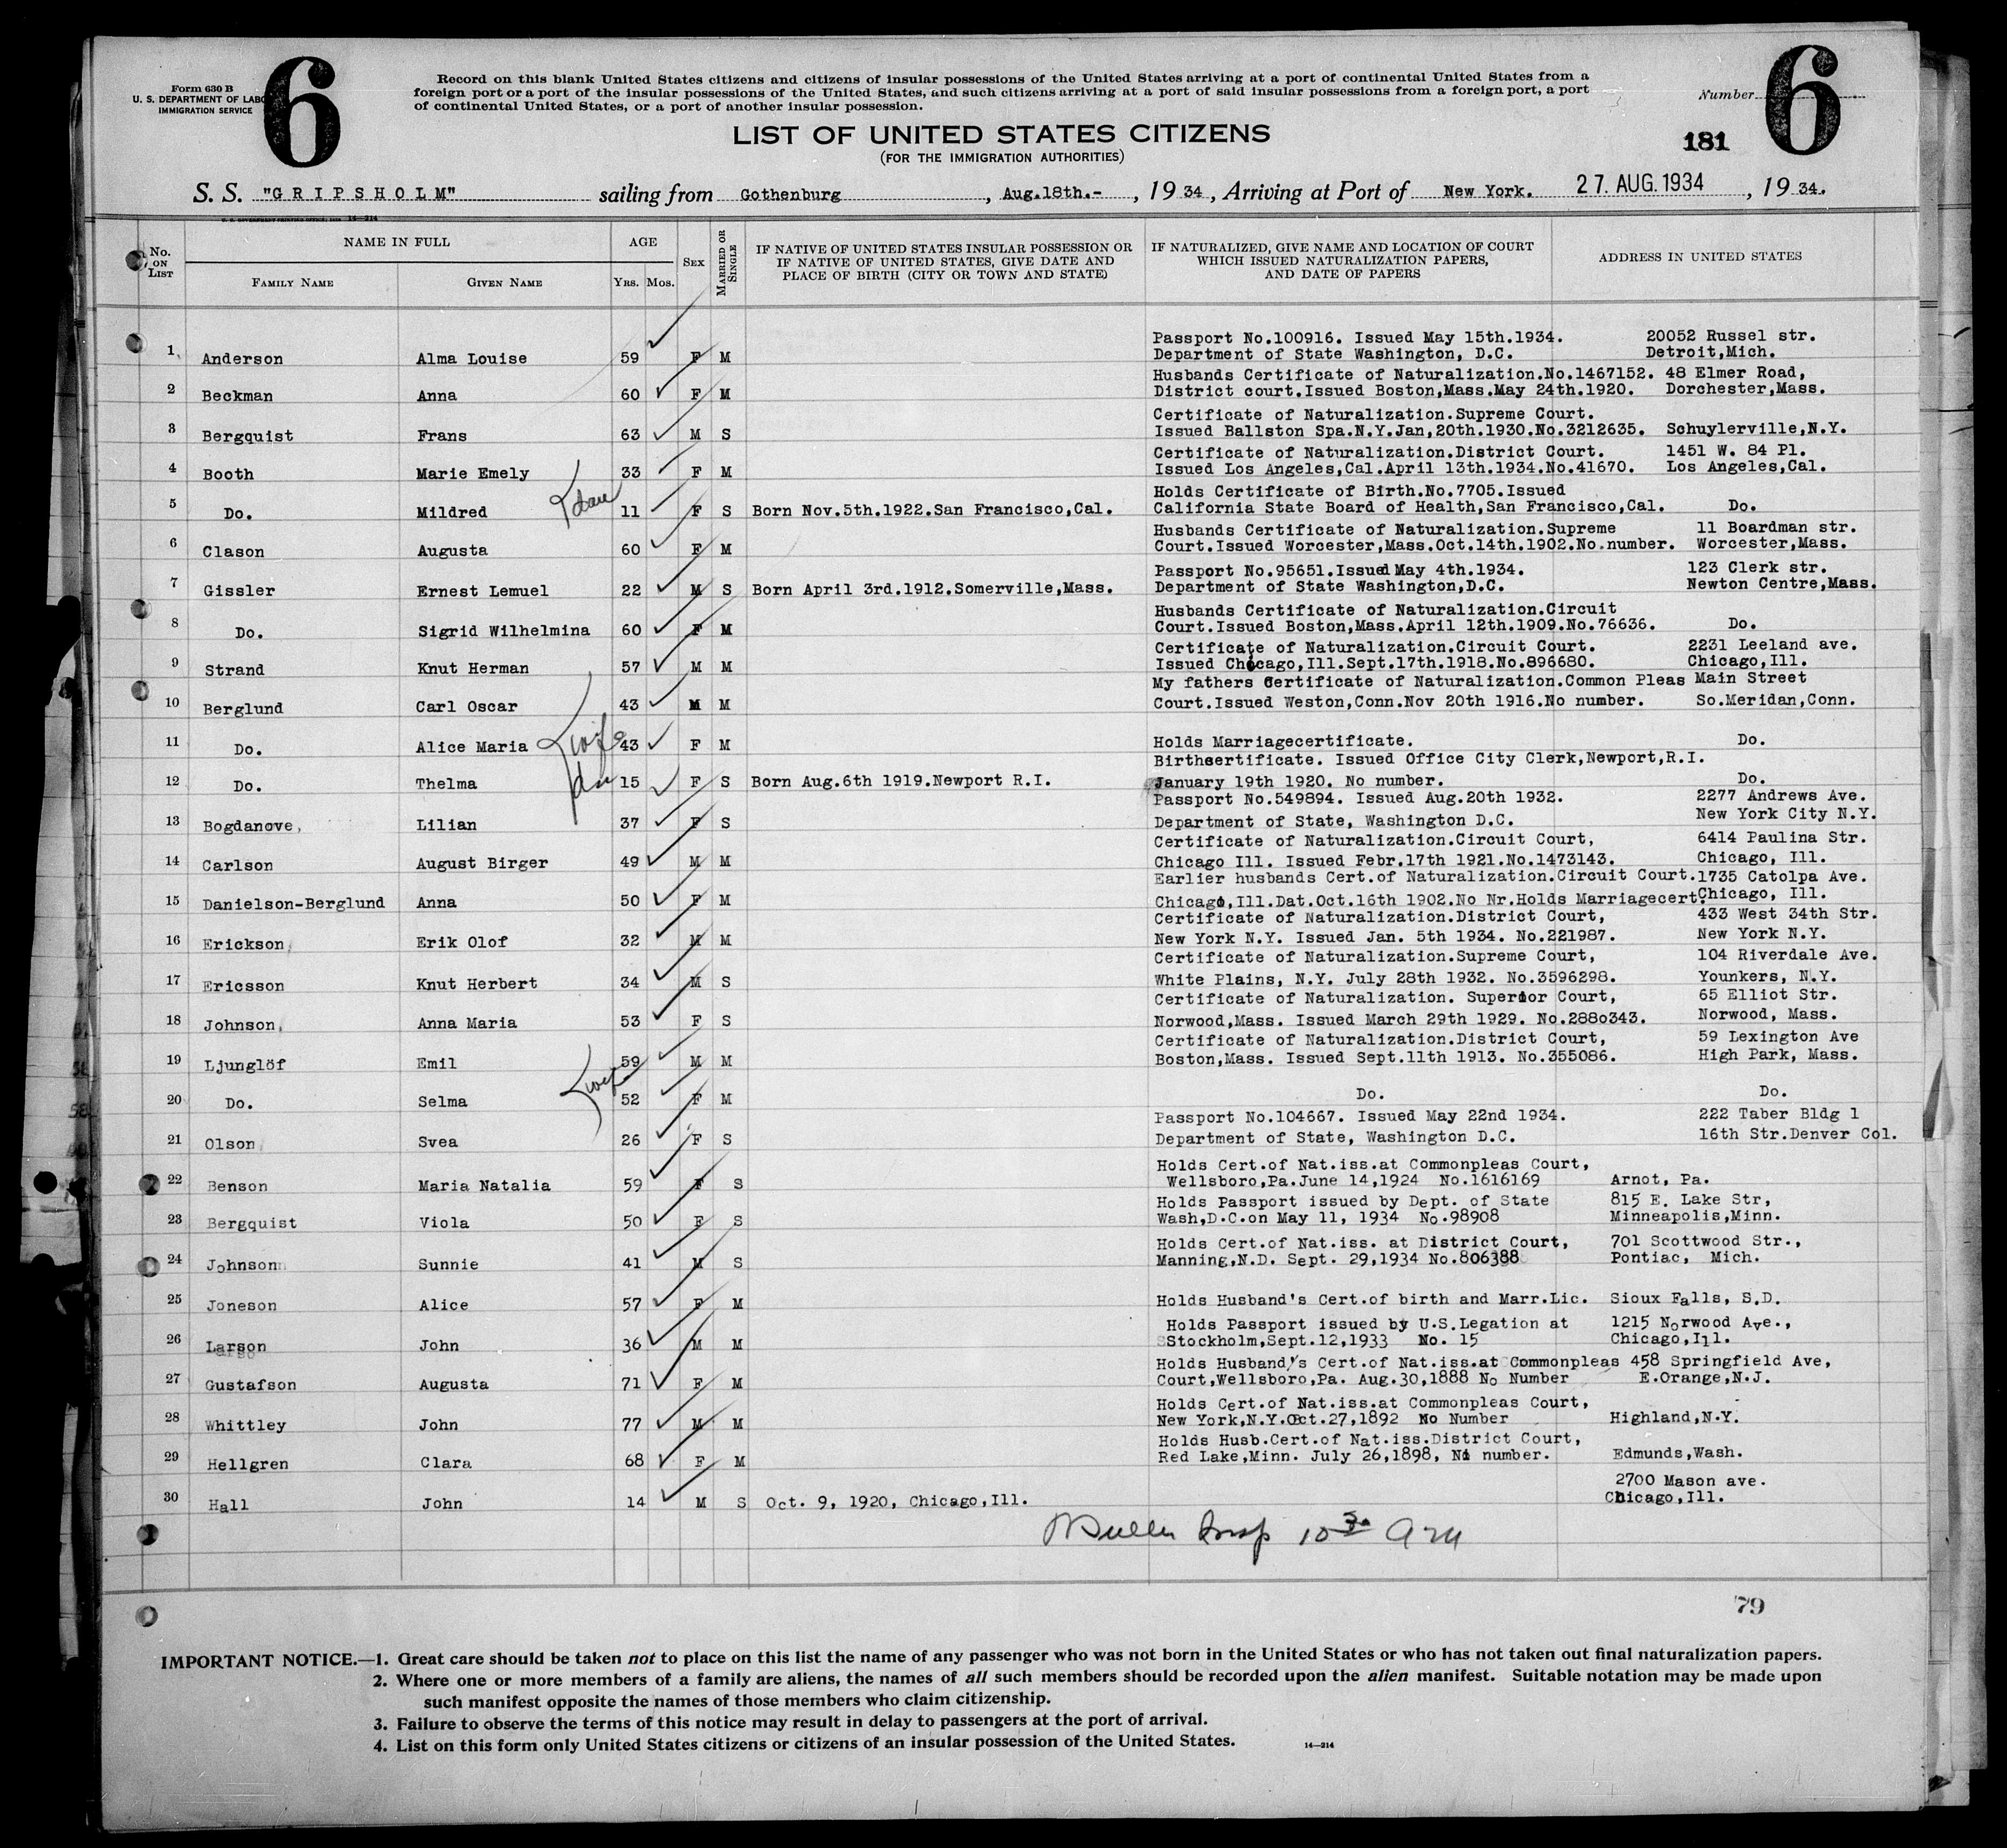 Form 630 B
U. S. DEPARTMENT OF LABO
IMMIGRATION SERVICE
6
Record on this blank United States citizens and citizens of insular possessions of the United States arriving at a port of continental United States from a
foreign port or a port of the insular possessions of the United States, and such citizens arriving at a port of said insular possessions from a foreign port, a port
of continental United States, or a port of another insular possession.
Number
6
181
LIST OF UNITED STATES CITIZENS
(FOR THE IMMIGRATION AUTHORITIES)
S. S. "GRIPSHOLM" sailing from Gothenburg, Aug.18th.-, 1934, Arriving at Port of New York. 27. AUG. 1934, 1934.
No. on List
NAME IN FULL
Family Name
Given Name
AGE
Yrs. Mos.
Sex
Married or Single
IF NATIVE OF UNITED STATES INSULAR POSSESSION OR
IF NATIVE OF UNITED STATES, GIVE DATE AND
PLACE OF BIRTH (CITY OR TOWN AND STATE)
IF NATURALIZED, GIVE NAME AND LOCATION OF COURT
WHICH ISSUED NATURALIZATION PAPERS,
AND DATE OF PAPERS
ADDRESS IN UNITED STATES
Passport No.100916. Issued May 15th.1934. 20052 Russel str.
1 Anderson Alma Louise 59 F M Department of State Washington, D.C. Detroit,Mich.
Husbands Certificate of Naturalization.No.1467152. 48 Elmer Road,
2 Beckman Anna 60 F M District court.Issued Boston,Mass.May 24th.1920. Dorchester,Mass.
Certificate of Naturalization.Supreme Court.
3 Bergquist Frans 63 M S Issued Ballston Spa.N.Y.Jan,20th.1930.No.3212635. Schuylerville,N.Y.
Certificate of Naturalization.District Court. 1451 W. 84 Pl.
4 Booth Marie Emely 33 F M Issued Los Angeles,Cal.April 13th.1934.No.41670. Los Angeles,Cal.
Holds Certificate of Birth.No.7705.Issued
5 Do. Mildred 11 F S Born Nov.5th.1922.San Francisco,Cal. California State Board of Health,San Francisco,Cal. Do.
Husbands Certificate of Naturalization.Supreme 11 Boardman str.
6 Clason Augusta 60 F M Court.Issued Worcester,Mass.Oct.14th.1902.No.number. Worcester,Mass.
Passport No.95651.Issued May 4th.1934. 123 Clerk str.
7 Gissler Ernest Lemuel 22 M S Born April 3rd.1912.Somerville,Mass. Department of State Washington,D.C. Newton Centre,Mass.
Husbands Certificate of Naturalization.Circuit
8 Do. Sigrid Wilhelmina 60 F M Court.Issued Boston,Mass.April 12th.1909.No.76636. Do.
Certificate of Naturalization.Circuit Court. 2231 Leeland ave.
9 Strand Knut Herman 57 M M Issued Chicago,Ill.Sept.17th.1918.No.896680. Chicago,Ill.
My fathers Certificate of Naturalization.Common Pleas Main Street
10 Berglund Carl Oscar 43 M M Court.Issued Weston,Conn.Nov 20th 1916.No number. So.Meridan,Conn.
11 Do. Alice Maria wife 43 F M Holds Marriagecertificate. Do.
Birthcertificate. Issued Office City Clerk,Newport,R.I.
12 Do. Thelma 15 F S Born Aug.6th 1919.Newport R.I. January 19th 1920. No number. Do.
Passport No.549894. Issued Aug.20th 1932. 2277 Andrews Ave.
13 Bogdanove, Lilian 37 F S Department of State, Washington D.C. New York City N.Y.
Certificate of Naturalization.Circuit Court, 6414 Paulina Str.
14 Carlson August Birger 49 M M Chicago Ill. Issued Febr.17th 1921.No.1473143. Chicago, Ill.
Earlier husbands Cert.of Naturalization.Circuit Court. 1735 Catolpa Ave.
15 Danielson-Berglund Anna 50 F M Chicago,Ill.Dat.Oct.16th 1902.No Nr.Holds Marriagecert. Chicago, Ill.
Certificate of Naturalization.District Court, 433 West 34th Str.
16 Erickson Erik Olof 32 M M New York N.Y. Issued Jan. 5th 1934. No.221987. New York N.Y.
Certificate of Naturalization.Supreme Court, 104 Riverdale Ave.
17 Ericsson Knut Herbert 34 M S White Plains, N.Y. July 28th 1932. No.3596298. Younkers, N.Y.
Certificate of Naturalization. Superior Court, 65 Elliot Str.
18 Johnson Anna Maria 53 F S Norwood,Mass. Issued March 29th 1929. No.2880343. Norwood, Mass.
Certificate of Naturalization.District Court, 59 Lexington Ave
19 Ljunglöf Emil 59 M M Boston,Mass. Issued Sept.11th 1913. No.355086. High Park, Mass.
20 Do. Selma wife 52 F M Do. Do.
Passport No.104667. Issued May 22nd 1934. 222 Taber Bldg 1
21 Olson Svea 26 F S Department of State, Washington D.C. 16th Str.Denver Col.
Holds Cert.of Nat.iss.at Commonpleas Court,
22 Benson Maria Natalia 59 F S Wellsboro,Pa.June 14,1924 No.1616169 Arnot, Pa.
Holds Passport issued by Dept. of State 815 E. Lake Str,
23 Bergquist Viola 50 F S Wash,D.C.on May 11, 1934 No.98908 Minneapolis,Minn.
Holds Cert.of Nat.iss. at District Court, 701 Scottwood Str.,
24 Johnson Sunnie 41 M S Manning,N.D. Sept. 29,1934 No.806388 Pontiac, Mich.
25 Joneson Alice 57 F M Holds Husband's Cert.of birth and Marr.Lic. Sioux Falls, S.D.
Holds Passport issued by U.S.Legation at 1215 Norwood Ave.,
26 Larson John 36 M M Stockholm,Sept.12,1933 No. 15 Chicago,Ill.
Holds Husband's Cert.of Nat.iss.at Commonpleas 458 Springfield Ave,
27 Gustafson Augusta 71 F M Court,Wellsboro,Pa. Aug.30,1888 No Number E.Orange,N.J.
Holds Cert.of Nat.iss.at Commonpleas Court,
28 Whittley John 77 M M New York,N.Y.Oct.27,1892 No Number Highland,N.Y.
Holds Husb.Cert.of Nat.iss.District Court,
29 Hellgren Clara 68 F M Red Lake,Minn. July 26,1898, No number. Edmunds,Wash.
2700 Mason ave.
30 Hall John 14 M S Oct. 9, 1920, Chicago,Ill. Chicago,Ill.
Insp 10 30 am
79
IMPORTANT NOTICE.—1. Great care should be taken not to place on this list the name of any passenger who was not born in the United States or who has not taken out final naturalization papers.
2. Where one or more members of a family are aliens, the names of all such members should be recorded upon the alien manifest. Suitable notation may be made upon
such manifest opposite the names of those members who claim citizenship.
3. Failure to observe the terms of this notice may result in delay to passengers at the port of arrival.
4. List on this form only United States citizens or citizens of an insular possession of the United States.
14—214